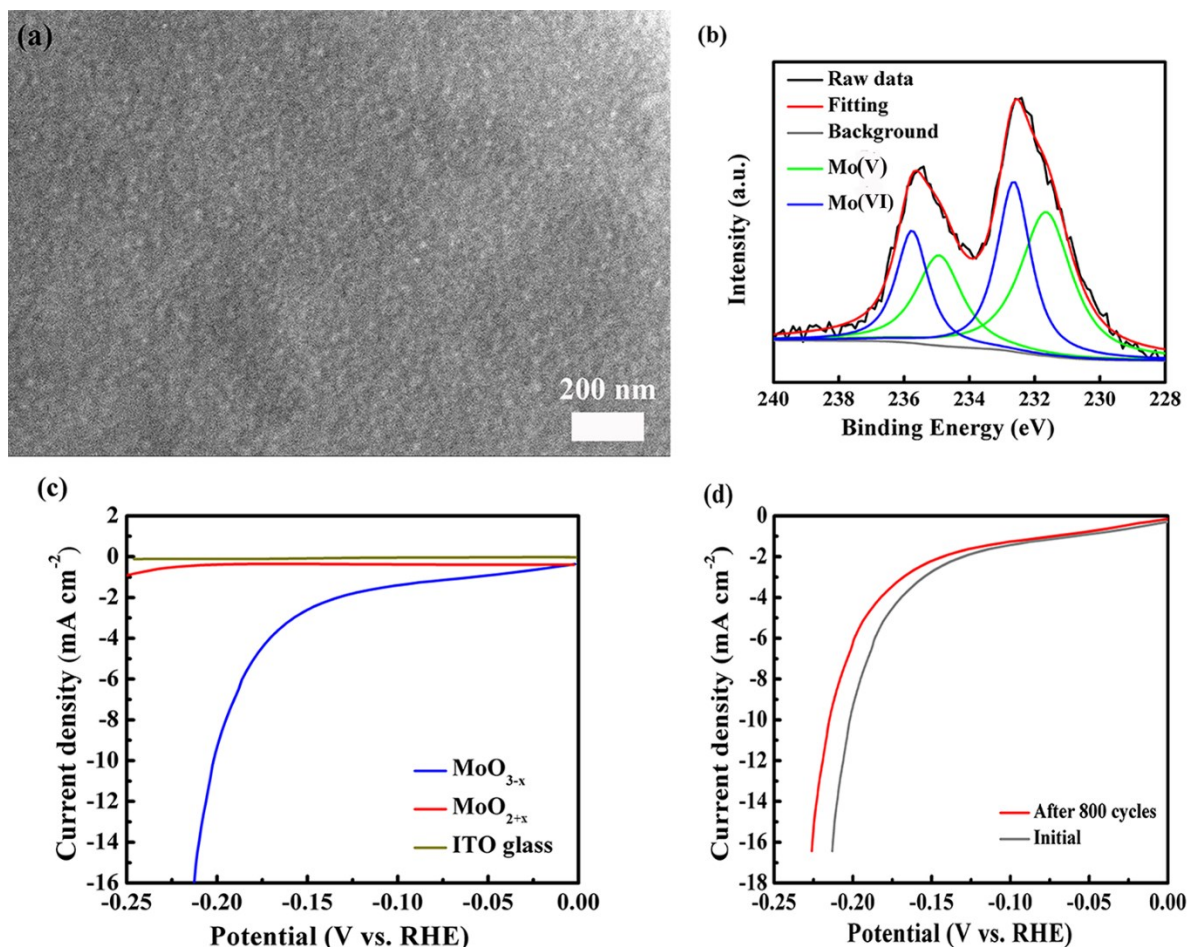 (a)
200 nm
(b)
Raw data
Fitting
Background
Mo(V)
Mo(VI)
Intensity (a.u.)
240 238 236 234 232 230 228
Binding Energy (eV)
(c)
2
0
-2
-4
-6
-8
-10
-12
-14
-16
Current density (mA cm⁻²)
MoO₃₋ₓ
MoO₂₊ₓ
ITO glass
-0.25 -0.20 -0.15 -0.10 -0.05 0.00
Potential (V vs. RHE)
(d)
0
-2
-4
-6
-8
-10
-12
-14
-16
-18
Current density (mA cm⁻²)
After 800 cycles
Initial
-0.25 -0.20 -0.15 -0.10 -0.05 0.00
Potential (V vs. RHE)